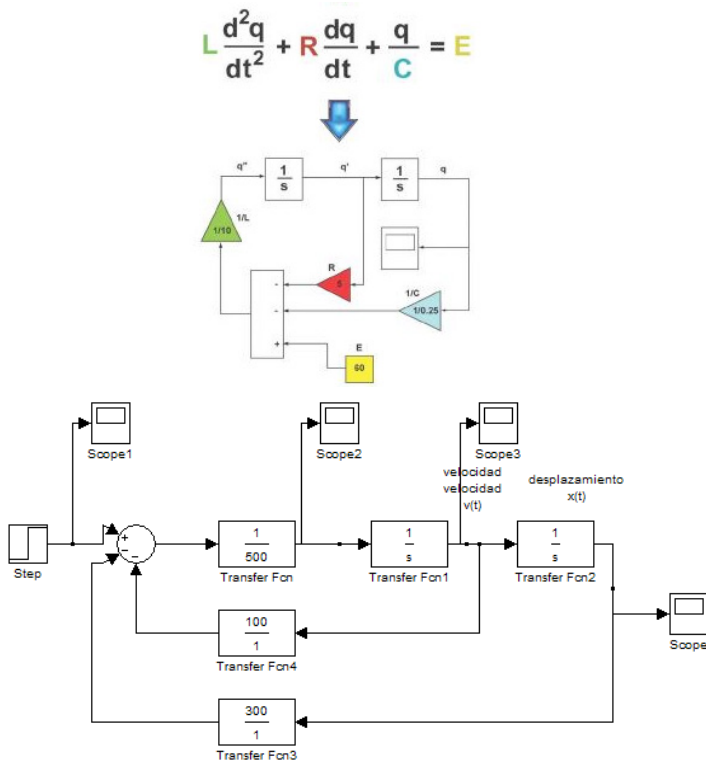 L d²q/dt² + R dq/dt + q/C = E
q" 1/s q' 1/s q
1/10 1/L
R
5
1/C
1/0.25
-
-
+
E
60
Scope1
Scope2
Scope3
velocidad
velocidad
v(t)
desplazamiento
x(t)
Step
+
−
−
1/500
Transfer Fcn
1/s
Transfer Fcn1
1/s
Transfer Fcn2
Scope
100/1
Transfer Fcn4
300/1
Transfer Fcn3